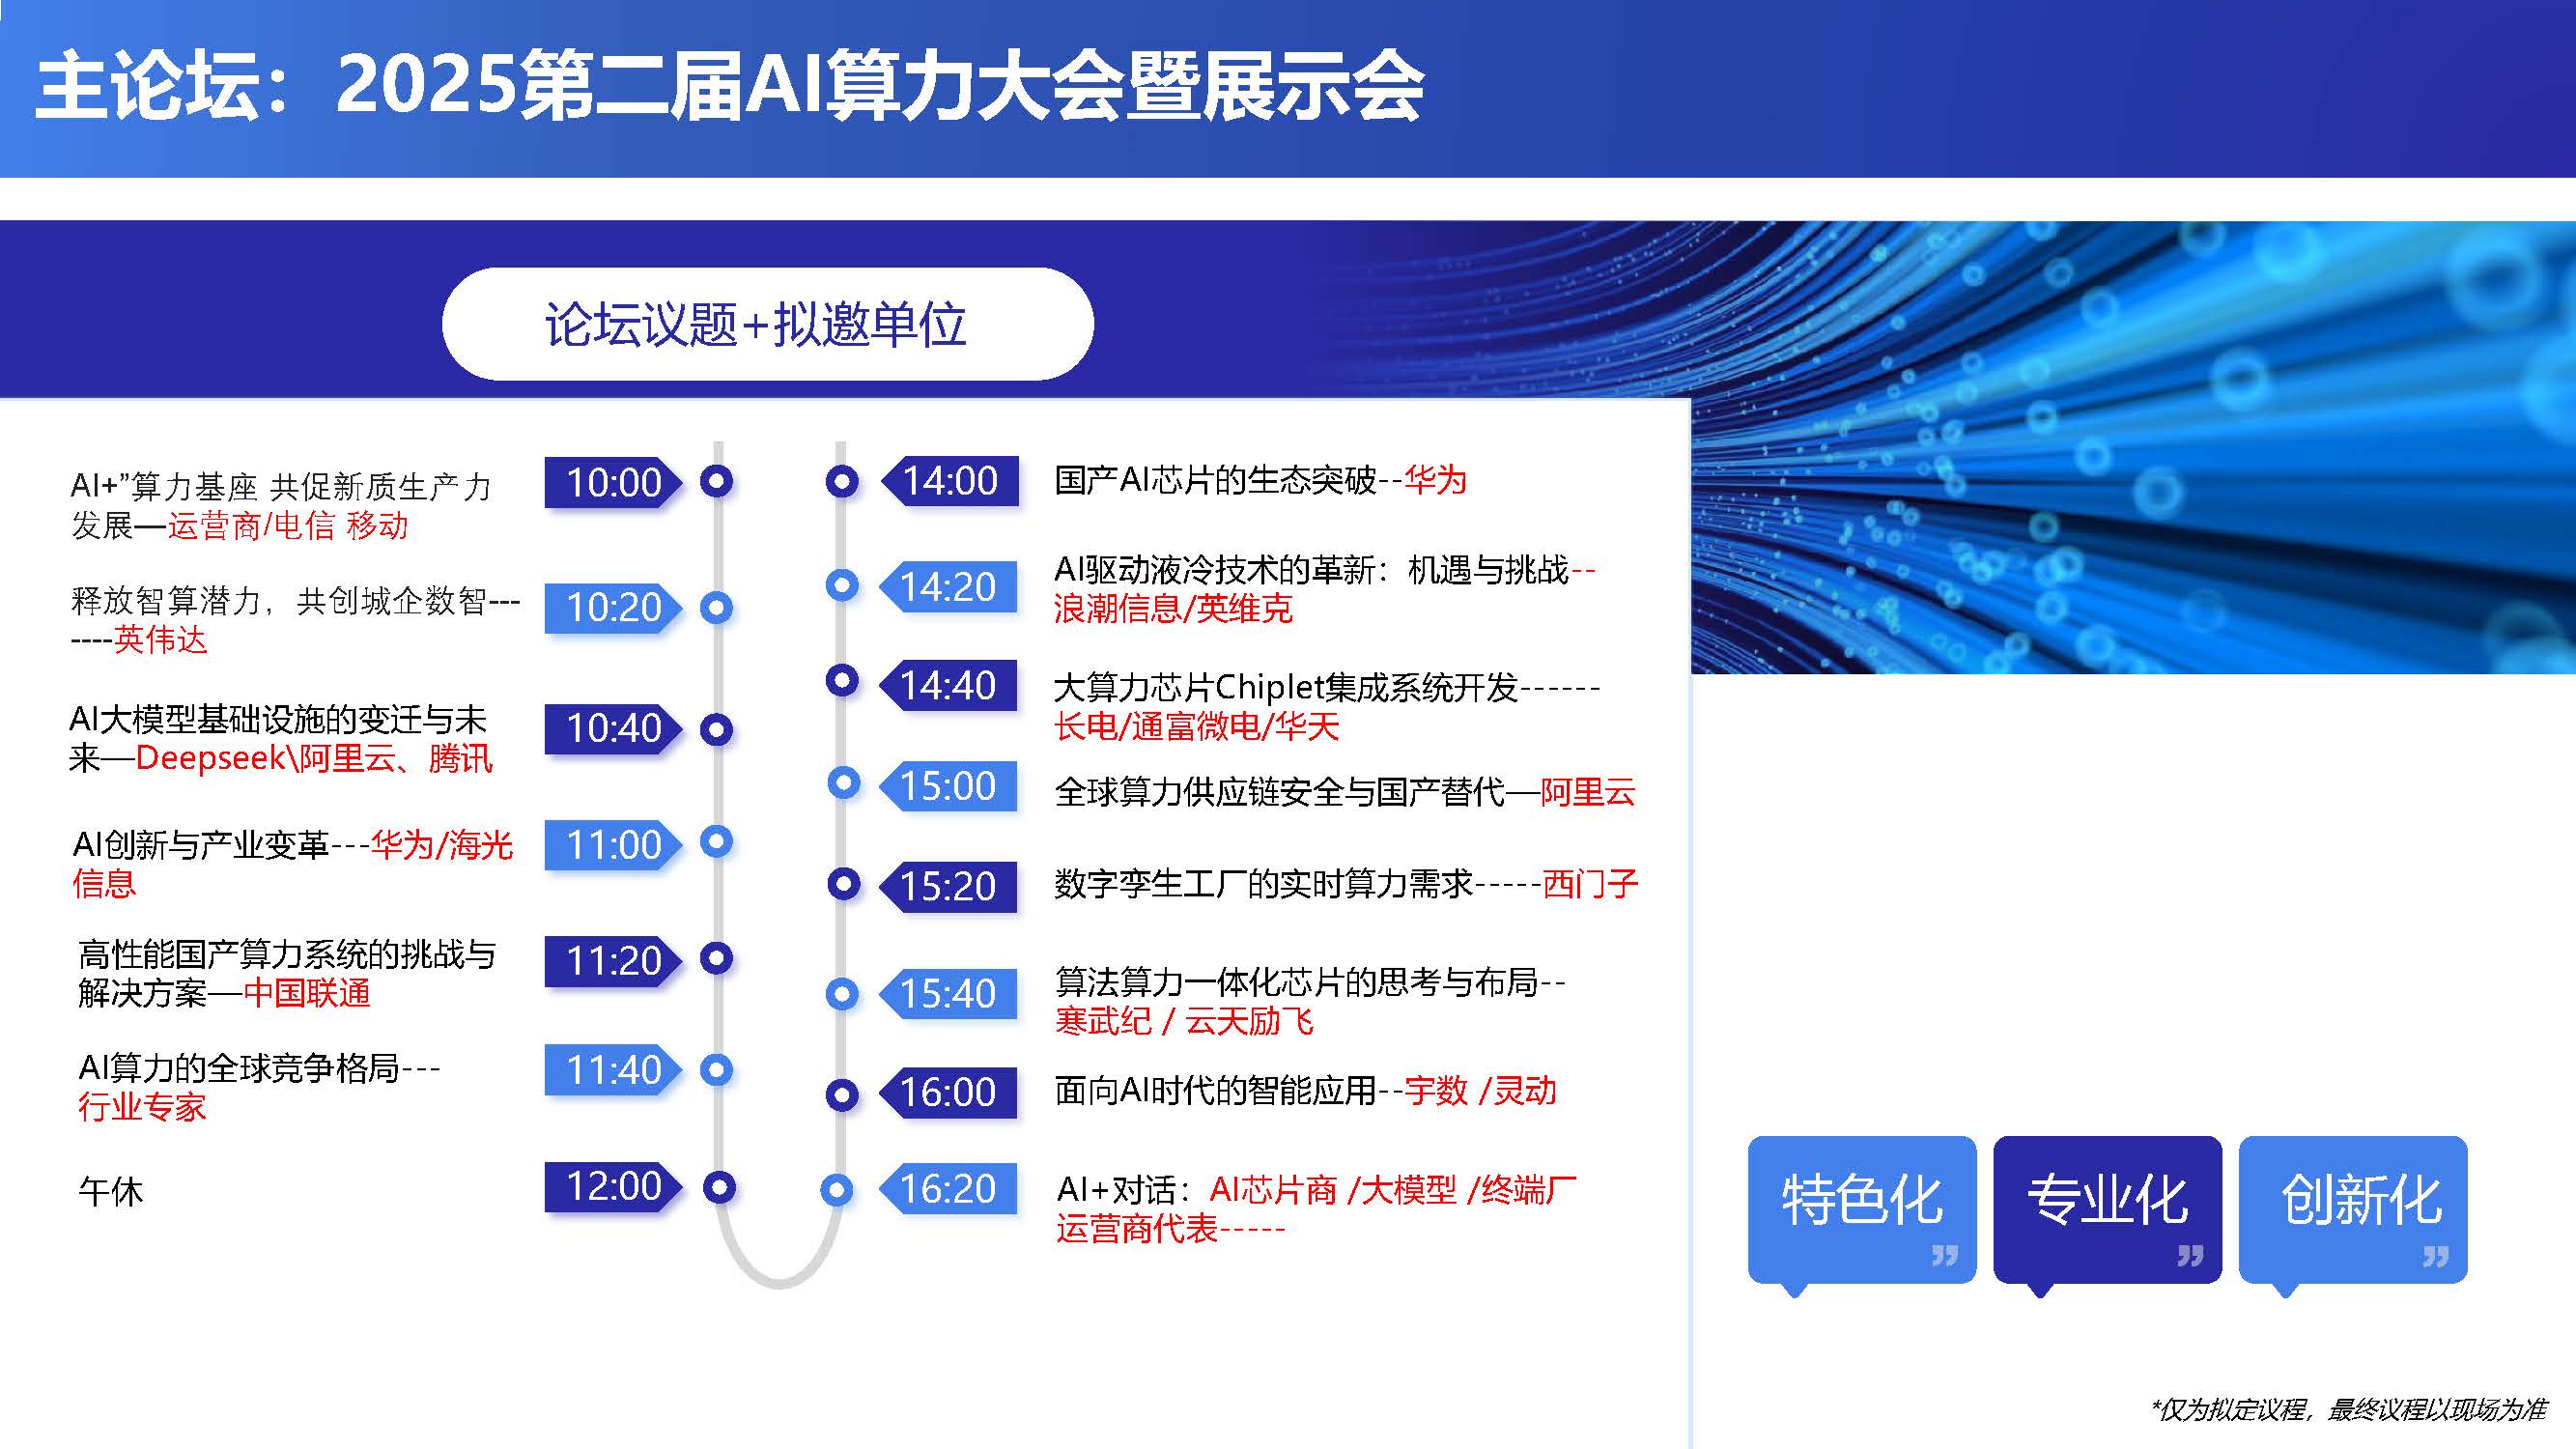 主论坛：2025第二届AI算力大会暨展示会
论坛议题+拟邀单位
AI+”算力基座 共促新质生产力
发展—运营商/电信 移动
10:00
释放智算潜力，共创城企数智---
----英伟达
10:20
AI大模型基础设施的变迁与未
来—Deepseek\阿里云、腾讯
10:40
AI创新与产业变革---华为/海光
信息
11:00
高性能国产算力系统的挑战与
解决方案—中国联通
11:20
AI算力的全球竞争格局---
行业专家
11:40
午休
12:00
14:00
国产AI芯片的生态突破--华为
14:20
AI驱动液冷技术的革新：机遇与挑战--
浪潮信息/英维克
14:40
大算力芯片Chiplet集成系统开发------
长电/通富微电/华天
15:00
全球算力供应链安全与国产替代—阿里云
15:20
数字孪生工厂的实时算力需求-----西门子
15:40
算法算力一体化芯片的思考与布局--
寒武纪 / 云天励飞
16:00
面向AI时代的智能应用--宇数 /灵动
16:20
AI+对话：AI芯片商 /大模型 /终端厂
运营商代表-----
特色化
专业化
创新化
*仅为拟定议程，最终议程以现场为准